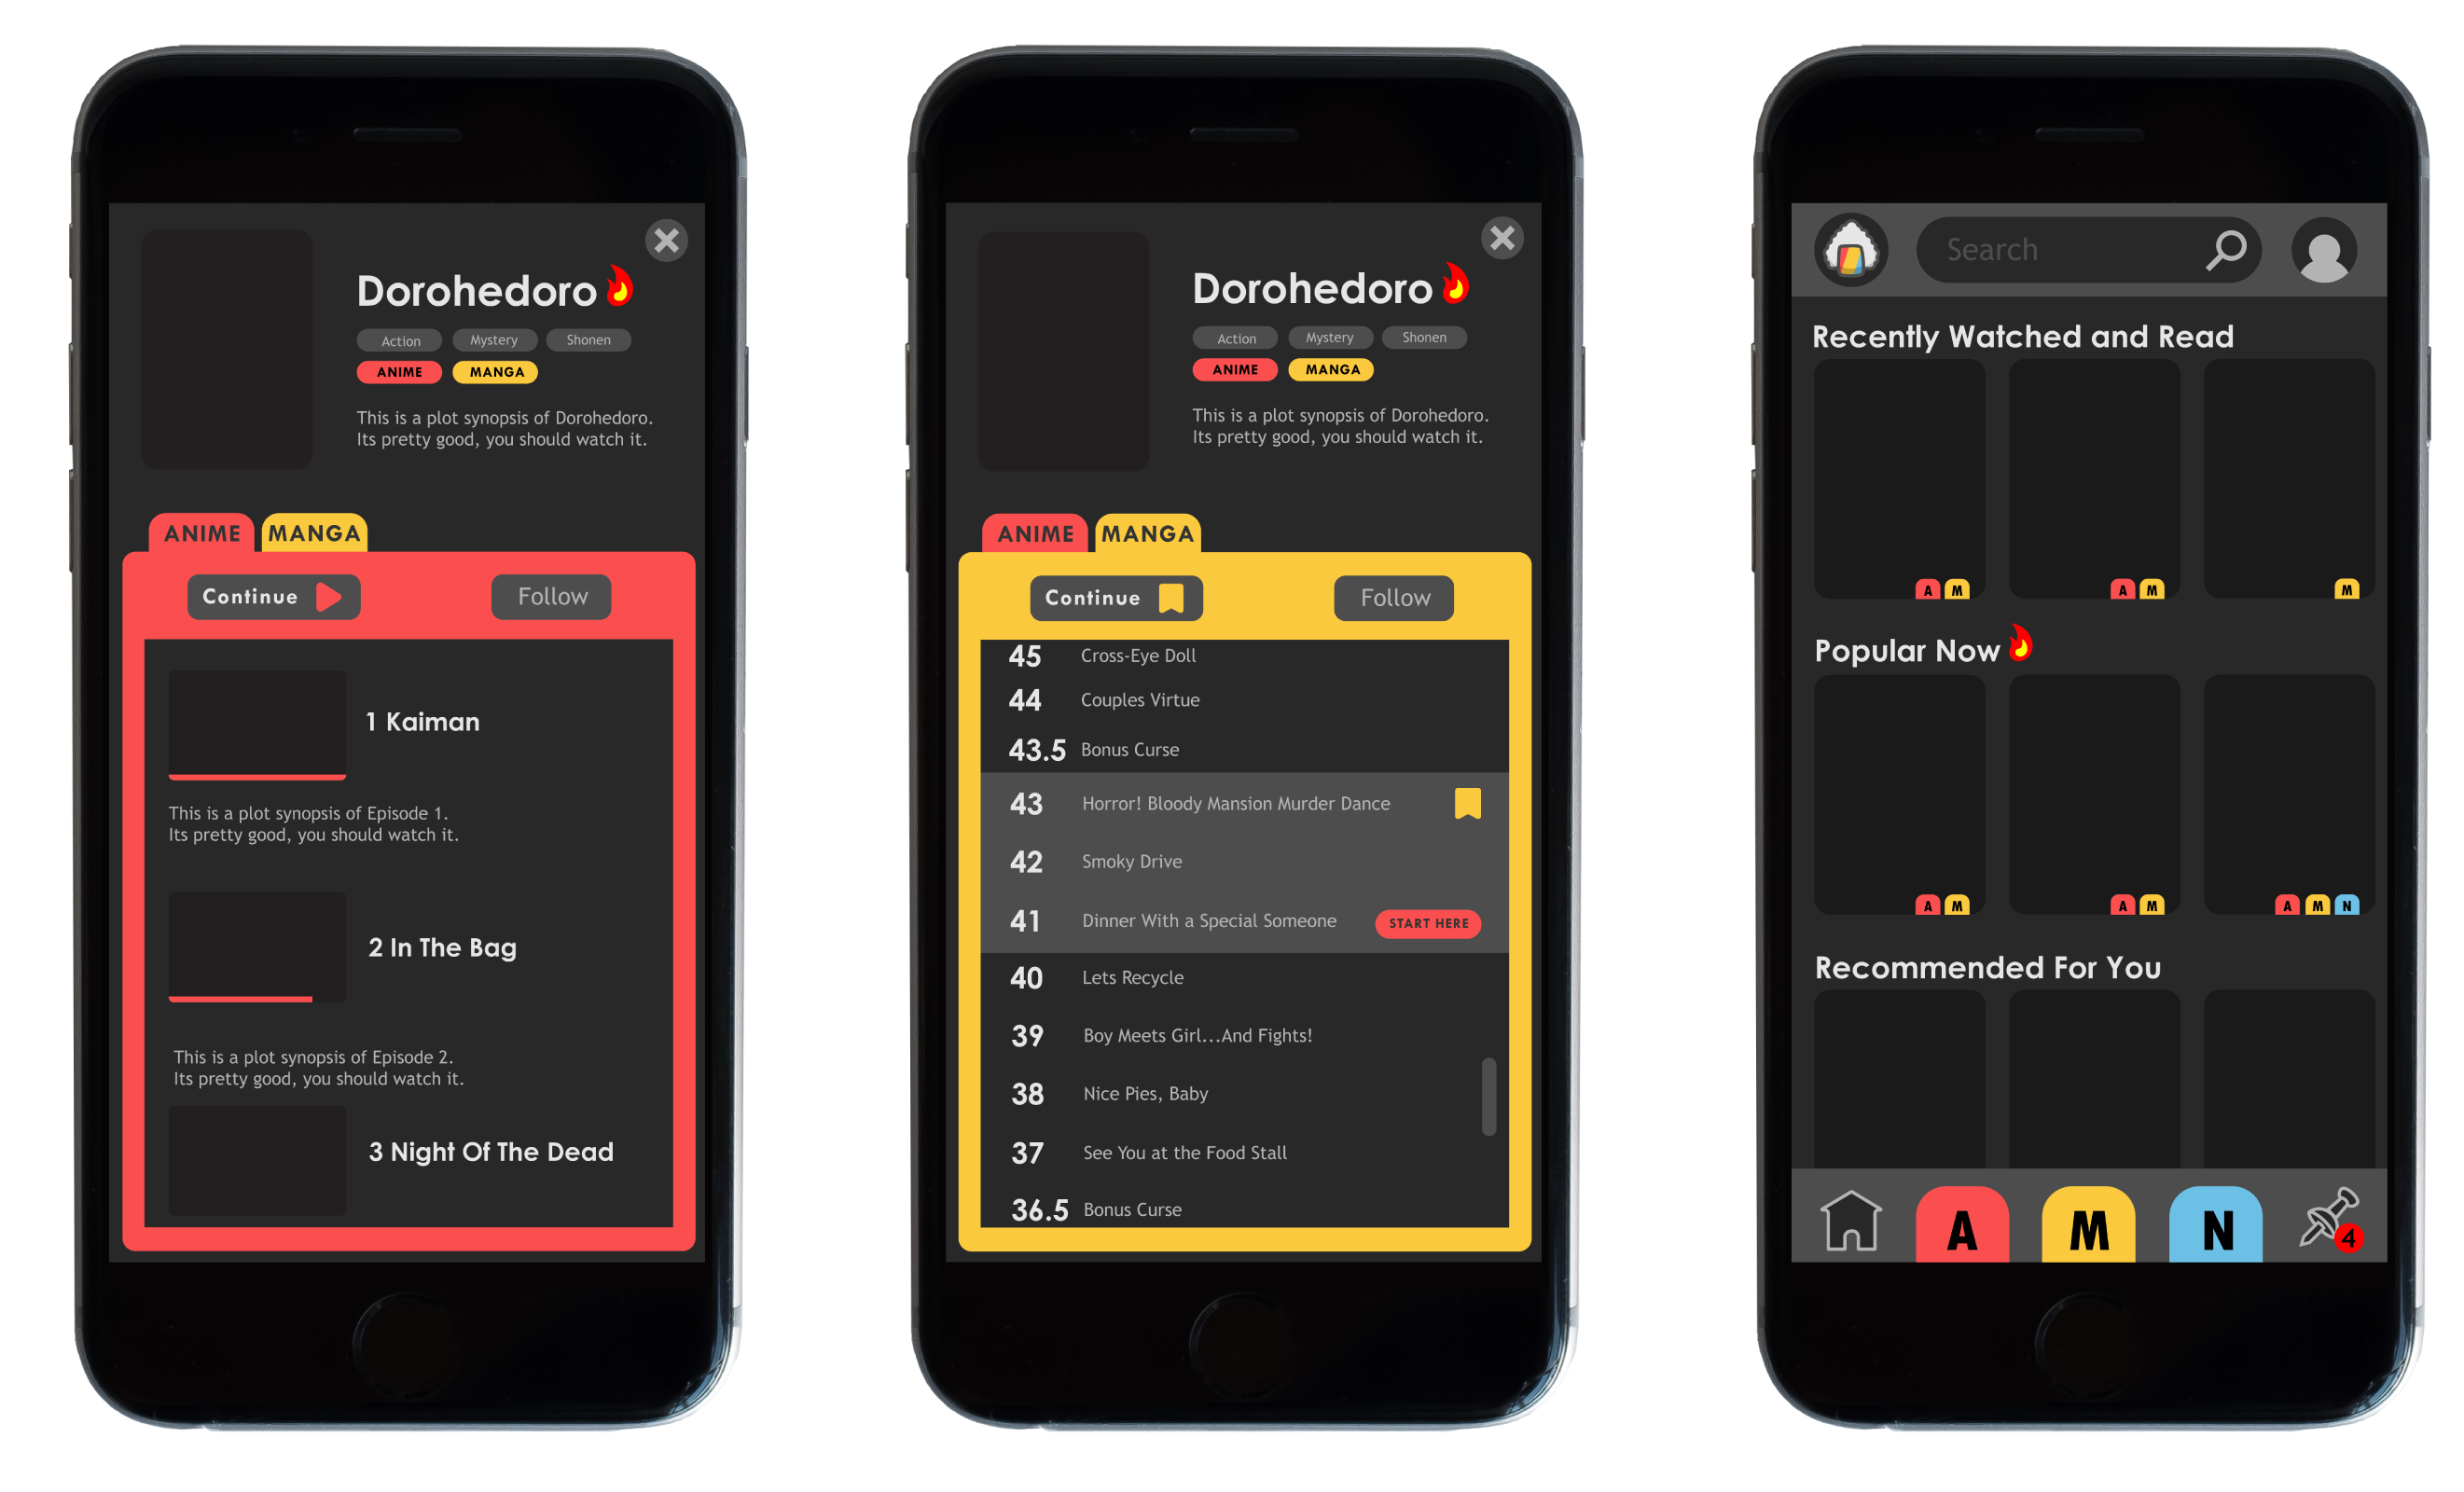 Dorohedoro
Action Mystery Shonen
ANIME MANGA
This is a plot synopsis of Dorohedoro.
Its pretty good, you should watch it.
ANIME MANGA
Continue Follow
1 Kaiman
This is a plot synopsis of Episode 1.
Its pretty good, you should watch it.
2 In The Bag
This is a plot synopsis of Episode 2.
Its pretty good, you should watch it.
3 Night Of The Dead
Dorohedoro
Action Mystery Shonen
ANIME MANGA
This is a plot synopsis of Dorohedoro.
Its pretty good, you should watch it.
ANIME MANGA
Continue Follow
45 Cross-Eye Doll
44 Couples Virtue
43.5 Bonus Curse
43 Horror! Bloody Mansion Murder Dance
42 Smoky Drive
41 Dinner With a Special Someone START HERE
40 Lets Recycle
39 Boy Meets Girl...And Fights!
38 Nice Pies, Baby
37 See You at the Food Stall
36.5 Bonus Curse
Search
Recently Watched and Read
A M A M M
Popular Now
A M A M A M N
Recommended For You
A M N 4